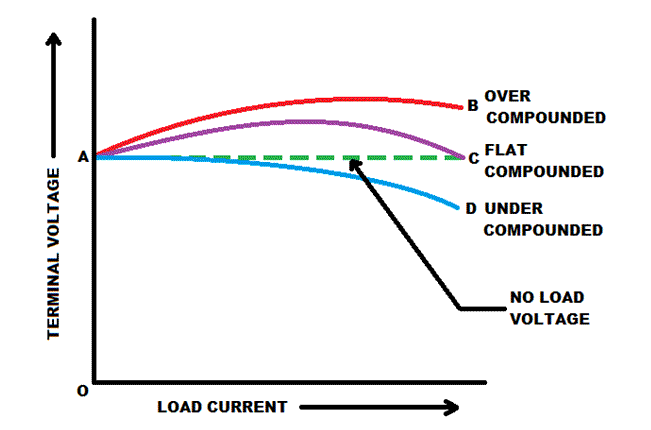 B OVER
COMPOUNDED
A
C FLAT
COMPOUNDED
D UNDER
COMPOUNDED
TERMINAL VOLTAGE
NO LOAD
VOLTAGE
O
LOAD CURRENT